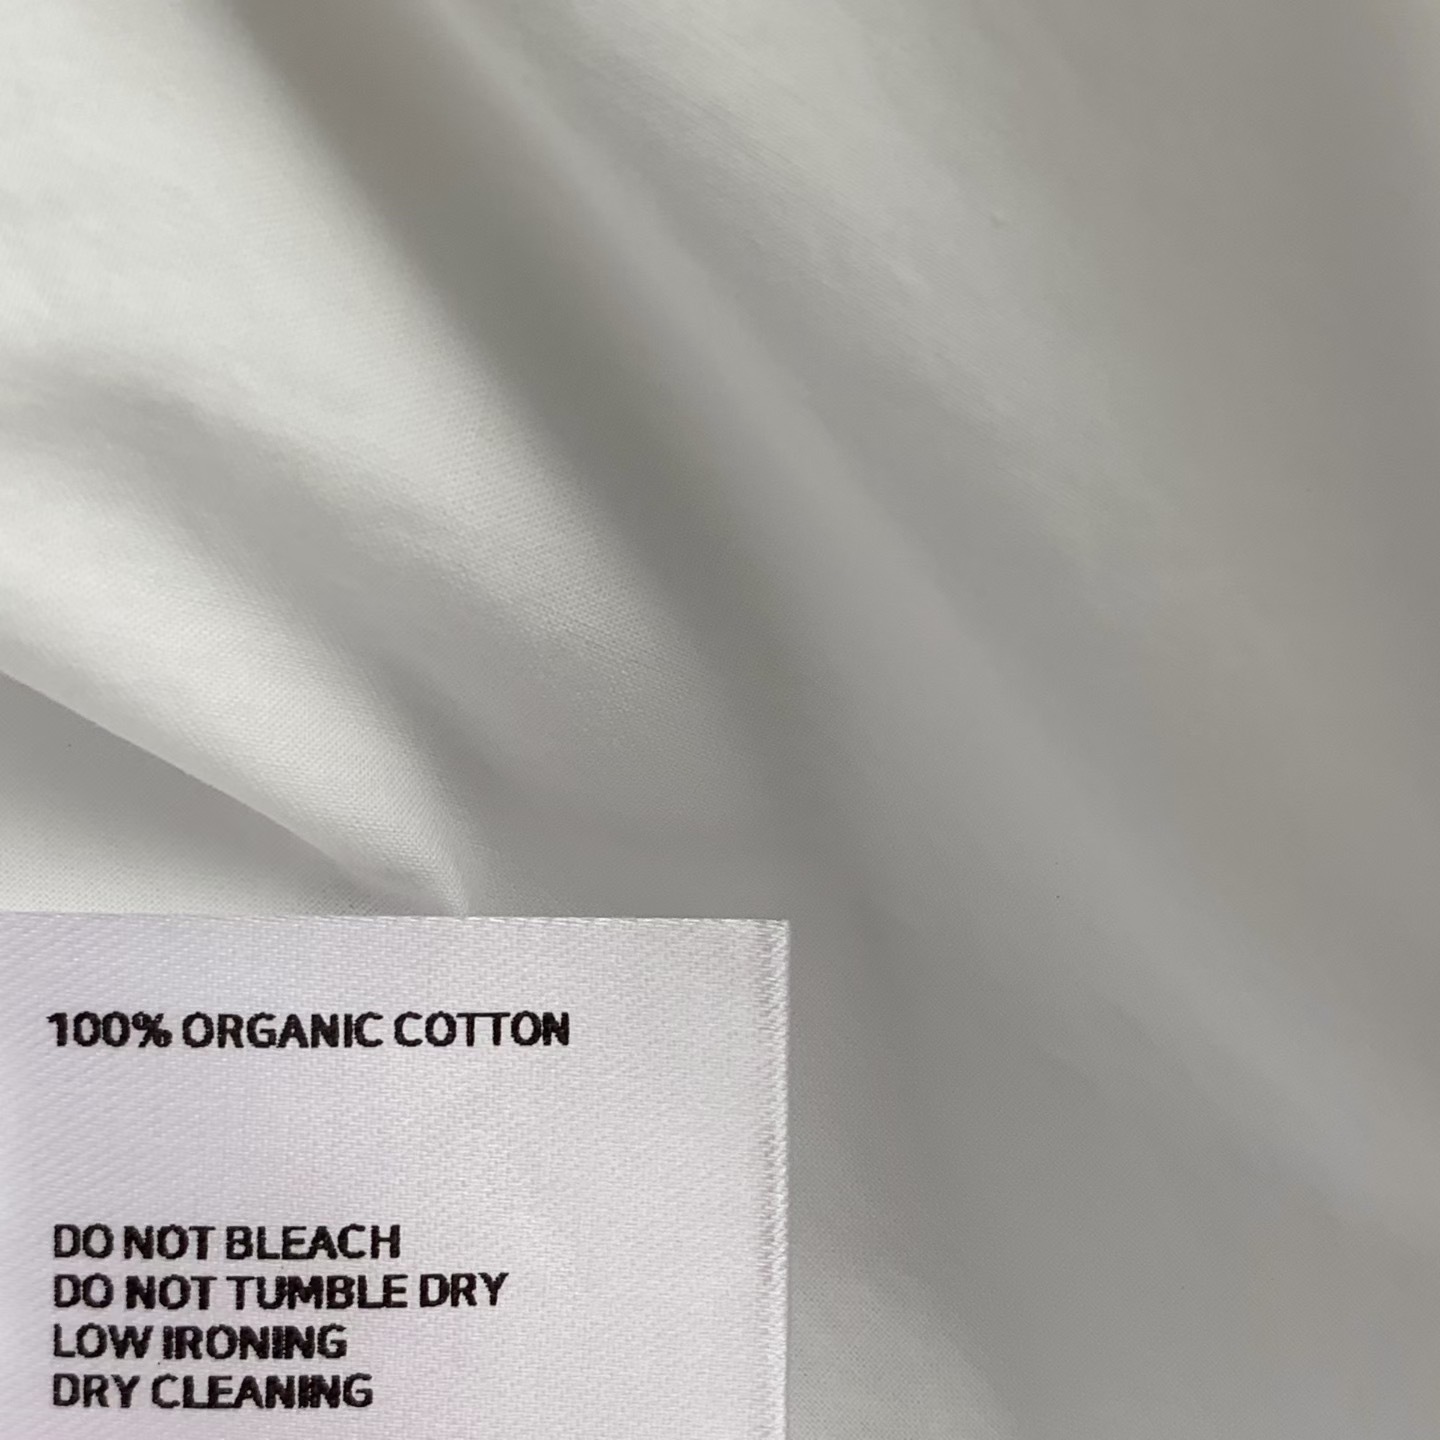 100% ORGANIC COTTON
DO NOT BLEACH
DO NOT TUMBLE DRY
LOW IRONING
DRY CLEANING